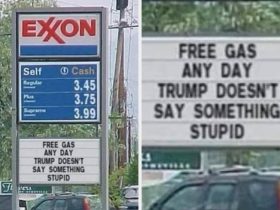 EXXON
Self Cash
Regular 3.45
Plus 3.75
Supreme 3.99
FREE GAS
ANY DAY
TRUMP DOESN'T
SAY SOMETHING
STUPID
FREE GAS
ANY DAY
TRUMP DOESN'T
SAY SOMETHING
STUPID